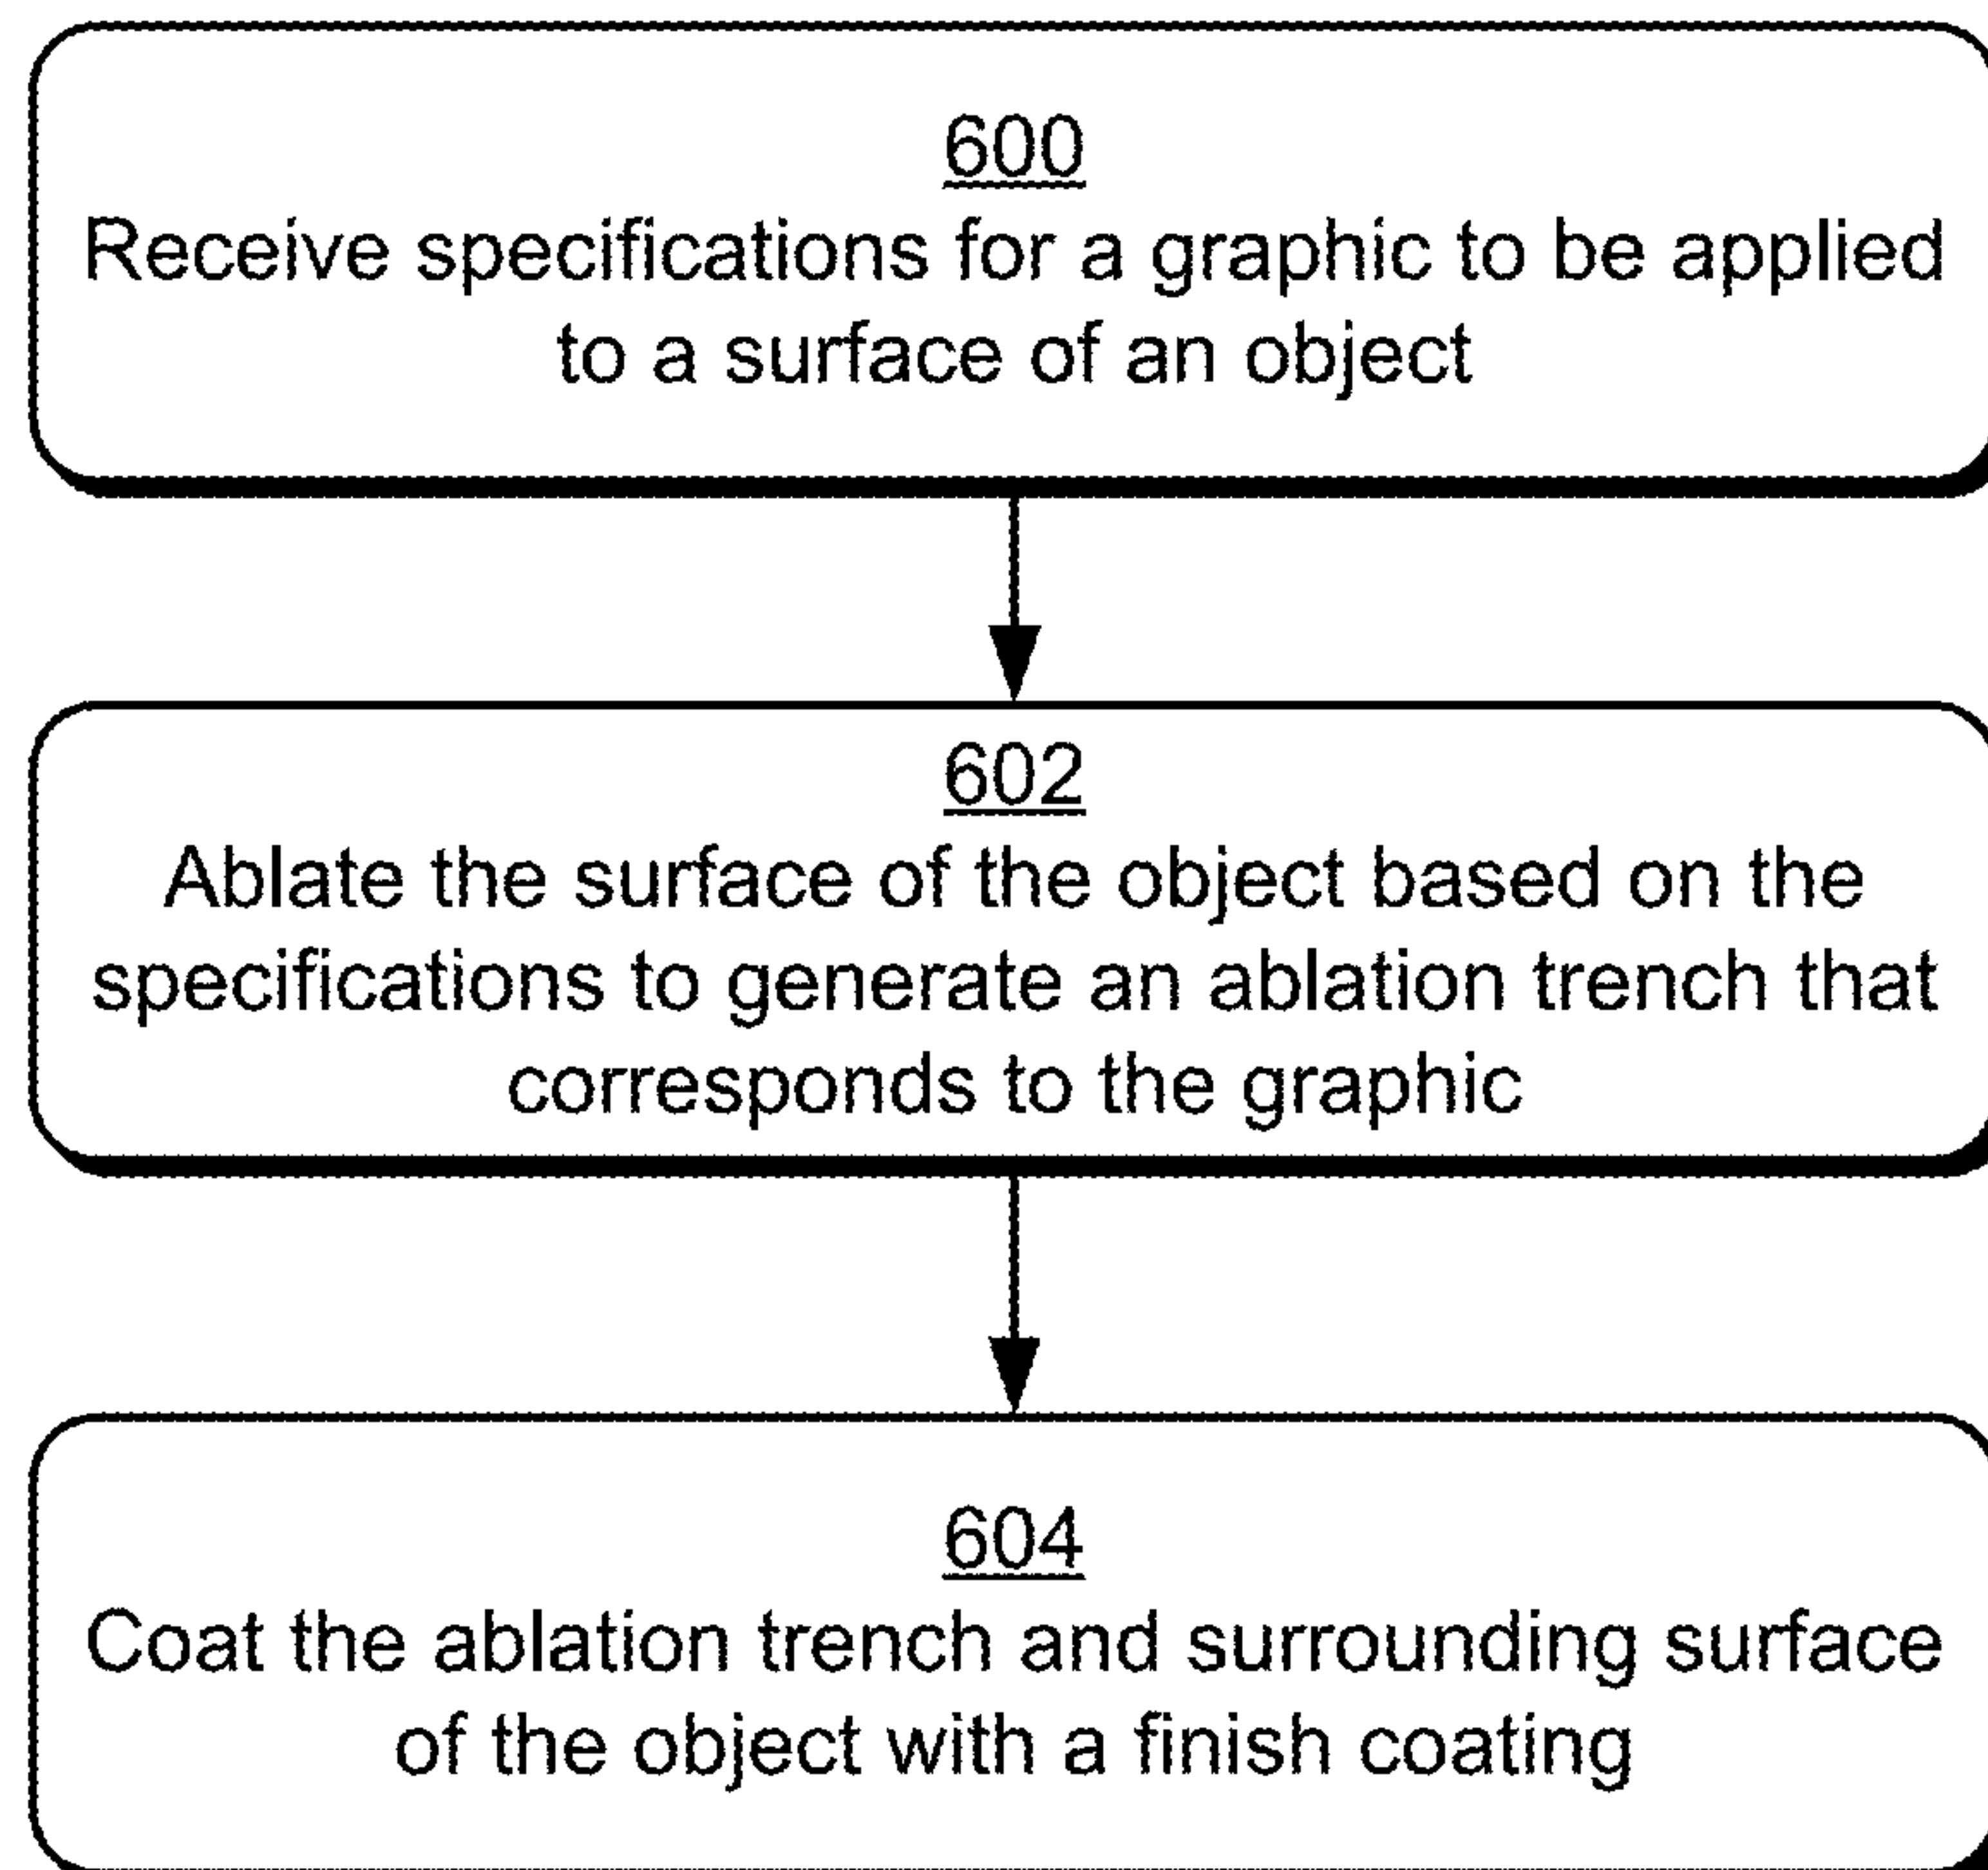 600
Receive specifications for a graphic to be applied
to a surface of an object
602
Ablate the surface of the object based on the
specifications to generate an ablation trench that
corresponds to the graphic
604
Coat the ablation trench and surrounding surface
of the object with a finish coating